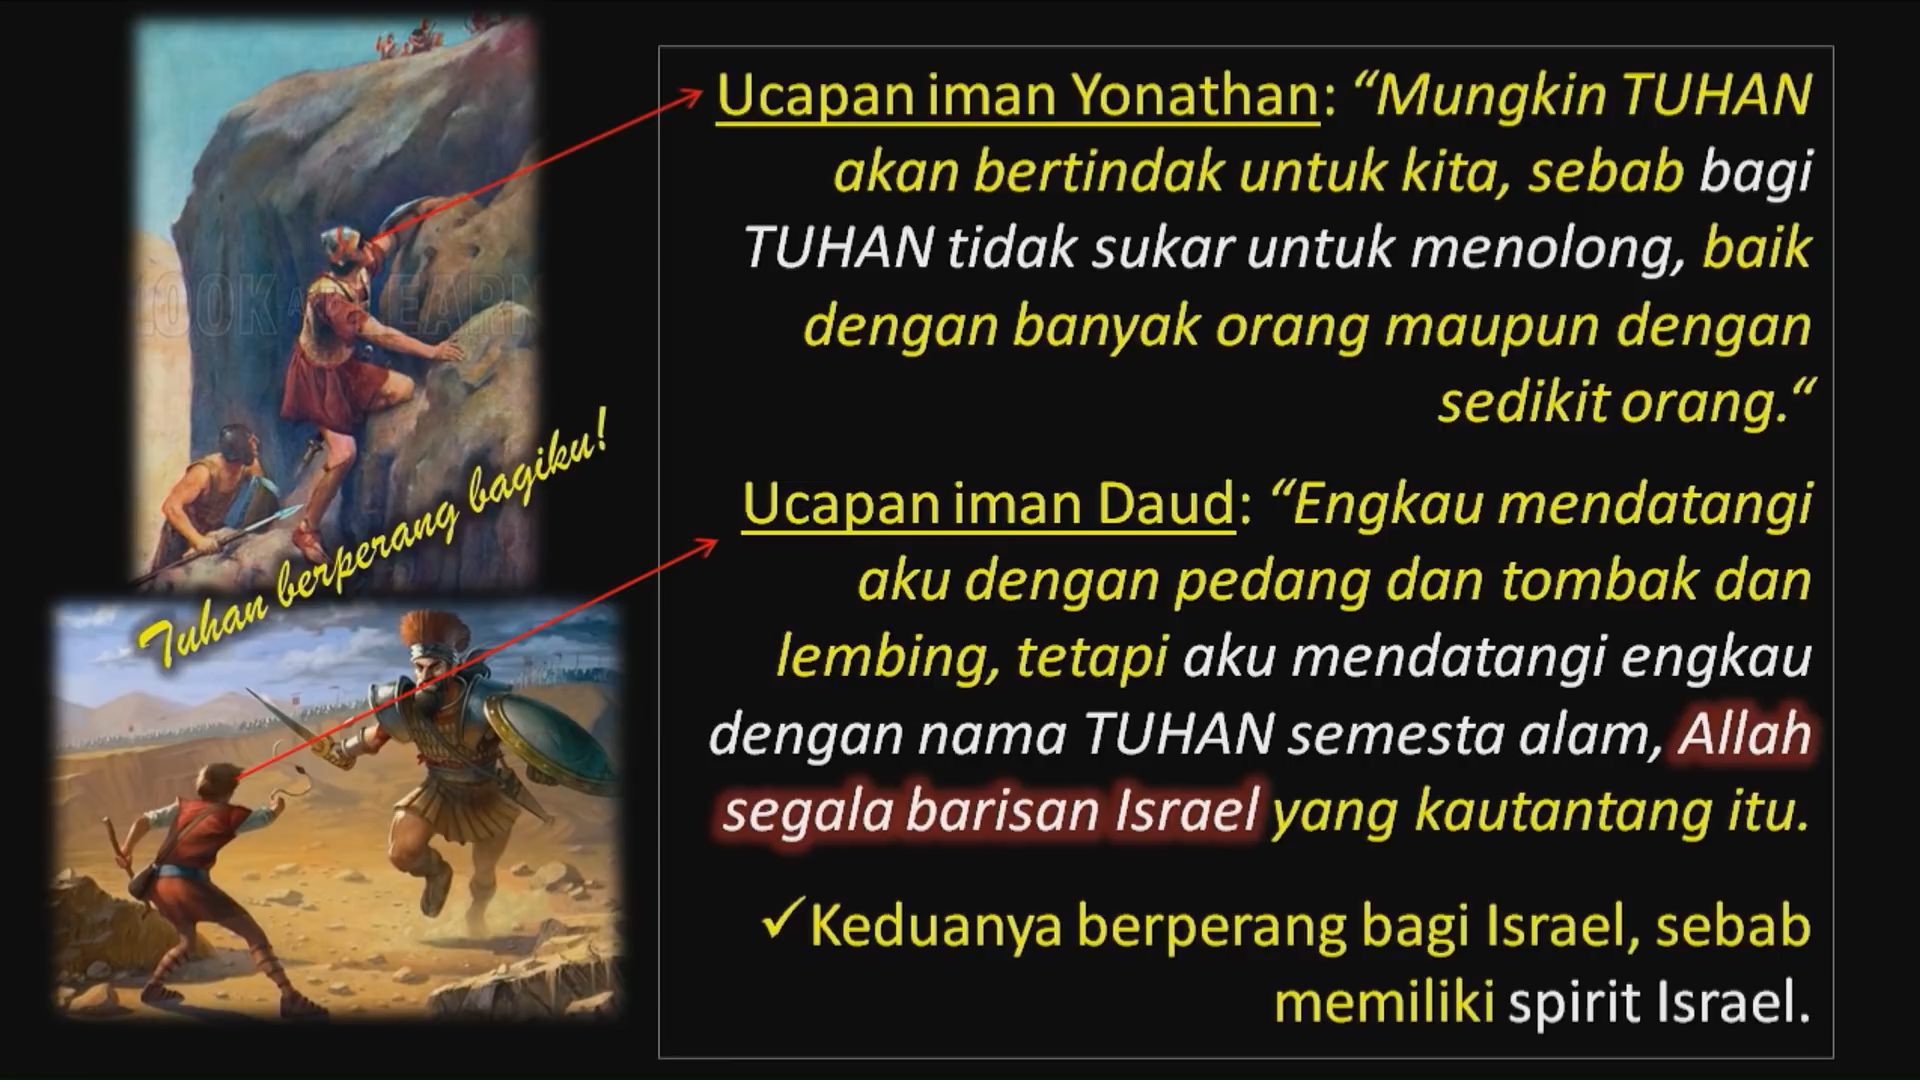 Ucapan iman Yonathan: “Mungkin TUHAN
akan bertindak untuk kita, sebab bagi
TUHAN tidak sukar untuk menolong, baik
dengan banyak orang maupun dengan
sedikit orang.“
Ucapan iman Daud: “Engkau mendatangi
aku dengan pedang dan tombak dan
lembing, tetapi aku mendatangi engkau
dengan nama TUHAN semesta alam, Allah
segala barisan Israel yang kautantang itu.
✓Keduanya berperang bagi Israel, sebab
memiliki spirit Israel.
Tuhan berperang bagiku!
LOOK AND LEARN